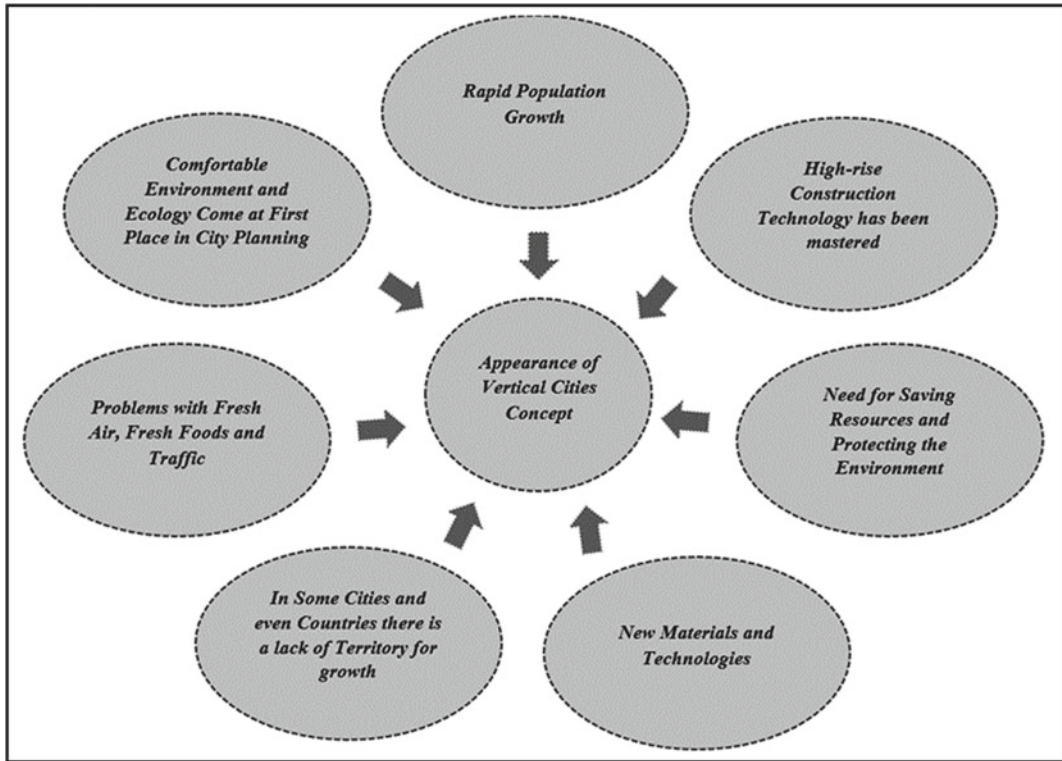 Rapid Population
Growth
Comfortable
Environment and
Ecology Come at First
Place in City Planning
High-rise
Construction
Technology has been
mastered
Appearance of
Vertical Cities
Concept
Problems with Fresh
Air, Fresh Foods and
Traffic
Need for Saving
Resources and
Protecting the
Environment
In Some Cities and
even Countries there is
a lack of Territory for
growth
New Materials and
Technologies